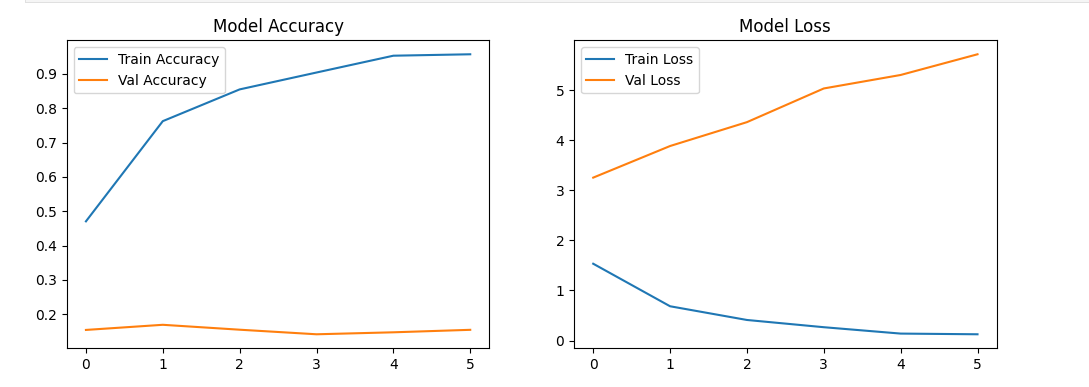 Model Accuracy
Train Accuracy
Val Accuracy
0.9
0.8
0.7
0.6
0.5
0.4
0.3
0.2
0 1 2 3 4 5
Model Loss
Train Loss
Val Loss
5
4
3
2
1
0
0 1 2 3 4 5